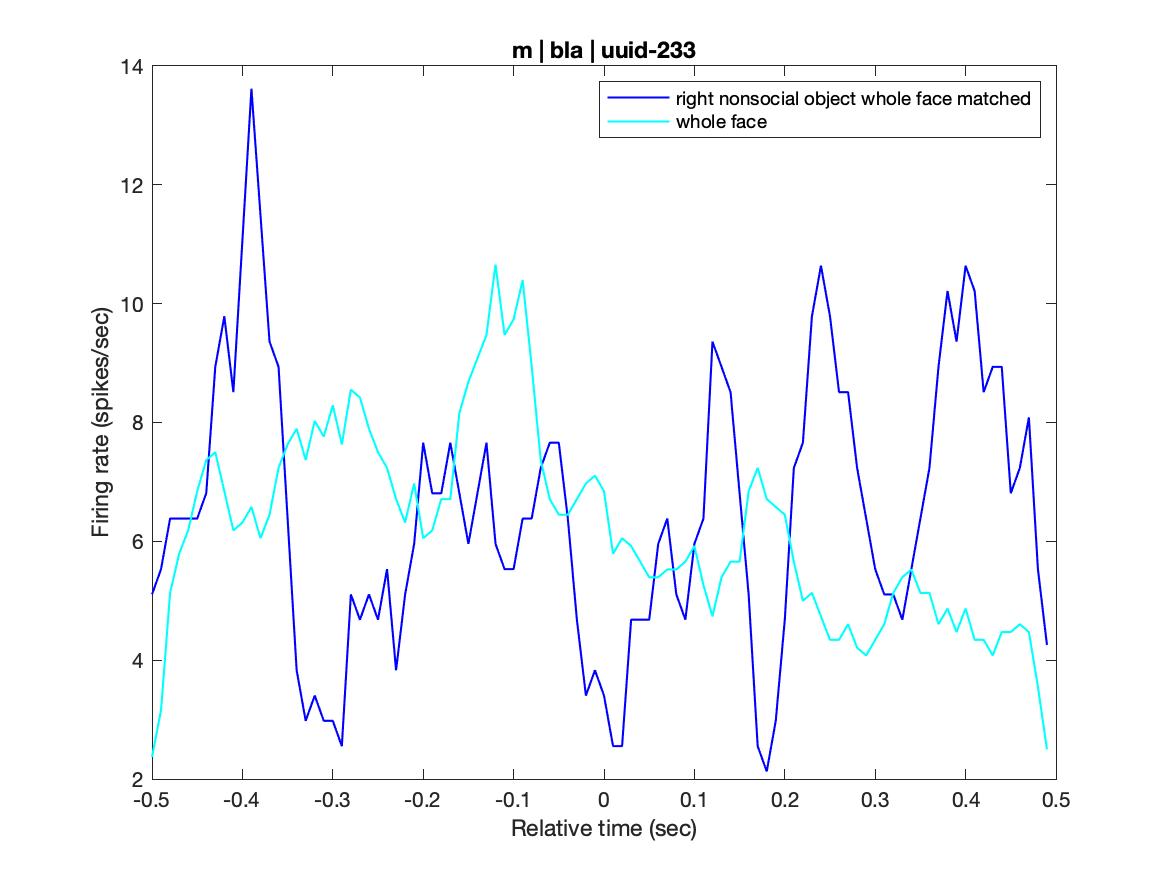 m | bla | uuid-233
14
12
10
8
6
4
2
Firing rate (spikes/sec)
right nonsocial object whole face matched
whole face
-0.5 -0.4 -0.3 -0.2 -0.1 0 0.1 0.2 0.3 0.4 0.5
Relative time (sec)